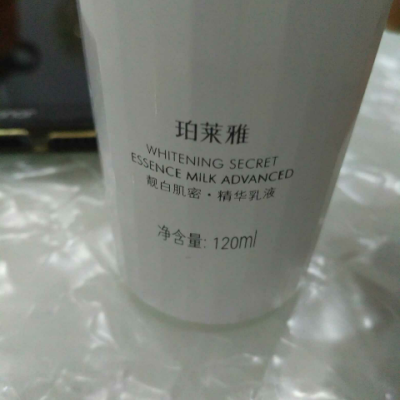 珀莱雅
WHITENING SECRET
ESSENCE MILK ADVANCED
靓白肌密·精华乳液
净含量: 120ml